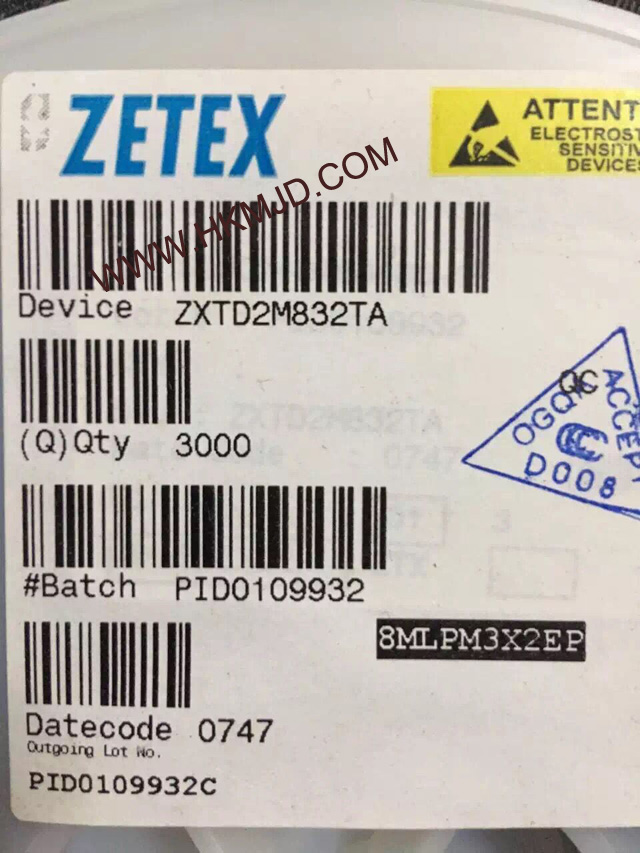 ZETEX
ATTENT
ELECTROST
SENSITIV
DEVICES
WWW.HKMJD.COM
Device ZXTD2M832TA
(Q)Qty 3000
QC
ACCEPT
D008
#Batch PID0109932
8MLPM3X2EP
Datecode 0747
Outgoing Lot No.
PID0109932C